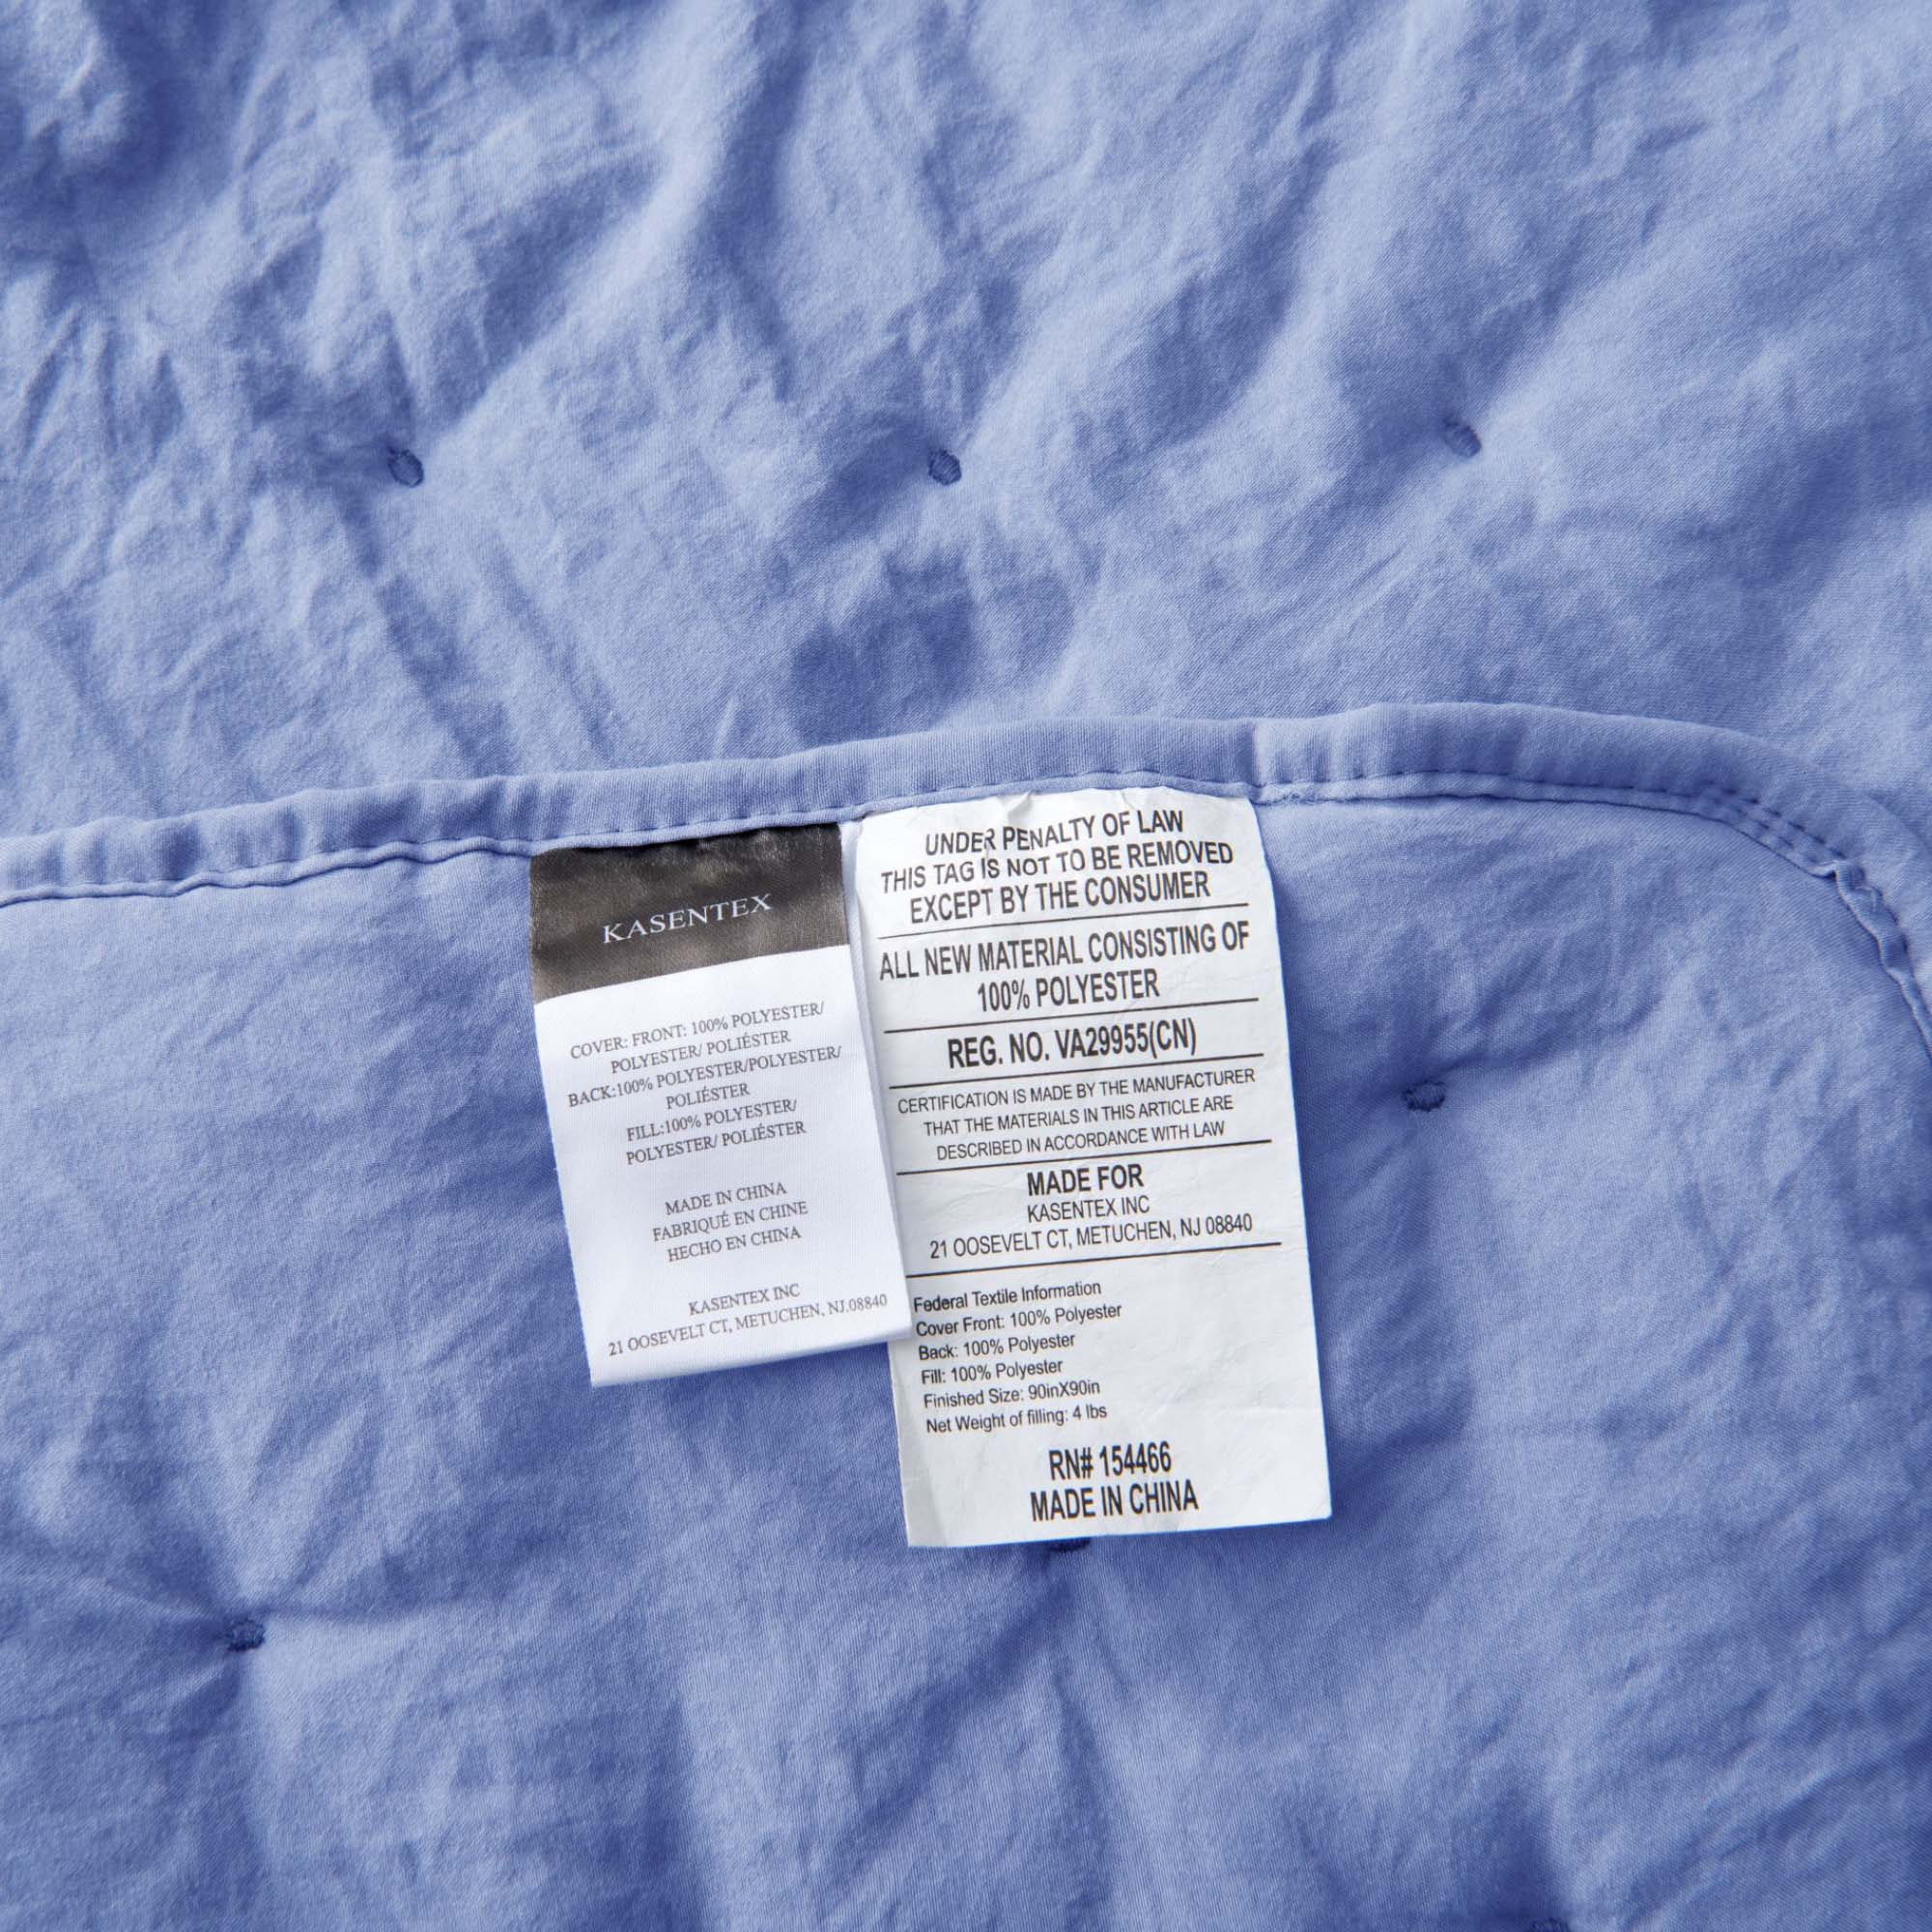 KASENTEX
COVER: FRONT: 100% POLYESTER/
POLYESTER/ POLIÉSTER
BACK:100% POLYESTER/POLYESTER/
POLIÉSTER
FILL:100% POLYESTER/
POLYESTER/ POLIÉSTER
MADE IN CHINA
FABRIQUÉ EN CHINE
HECHO EN CHINA
KASENTEX INC
21 OOSEVELT CT, METUCHEN, NJ.08840
UNDER PENALTY OF LAW
THIS TAG IS NOT TO BE REMOVED
EXCEPT BY THE CONSUMER
ALL NEW MATERIAL CONSISTING OF
100% POLYESTER
REG. NO. VA29955(CN)
CERTIFICATION IS MADE BY THE MANUFACTURER
THAT THE MATERIALS IN THIS ARTICLE ARE
DESCRIBED IN ACCORDANCE WITH LAW
MADE FOR
KASENTEX INC
21 OOSEVELT CT, METUCHEN, NJ 08840
Federal Textile Information
Cover Front: 100% Polyester
Back: 100% Polyester
Fill: 100% Polyester
Finished Size: 90inX90in
Net Weight of filling: 4 lbs
RN# 154466
MADE IN CHINA